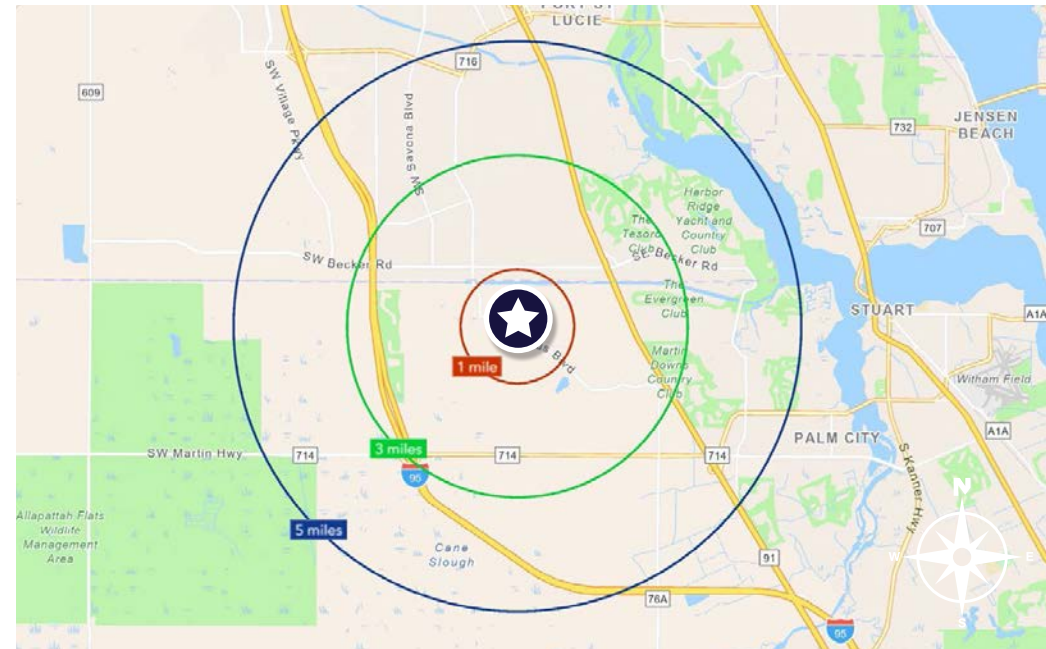 LUCIE
716
609
SW Village Pkwy
SW Savona Blvd
732
JENSEN
BEACH
Harbor
Ridge
Yacht and
Country
Club
The
Tesoro
Club
707
SW Becker Rd
SE Becker Rd
The
Evergreen
Club
STUART
A1A
Blvd
1 mile
Martin
Downs
Country
Club
Witham Field
A1A
PALM CITY
3 miles
SW Martin Hwy
714
714
714
95
S Kanner Hwy
N
W
E
S
Allapattah Flats
Wildlife
Management
Area
5 miles
Cane
Slough
91
76A
95